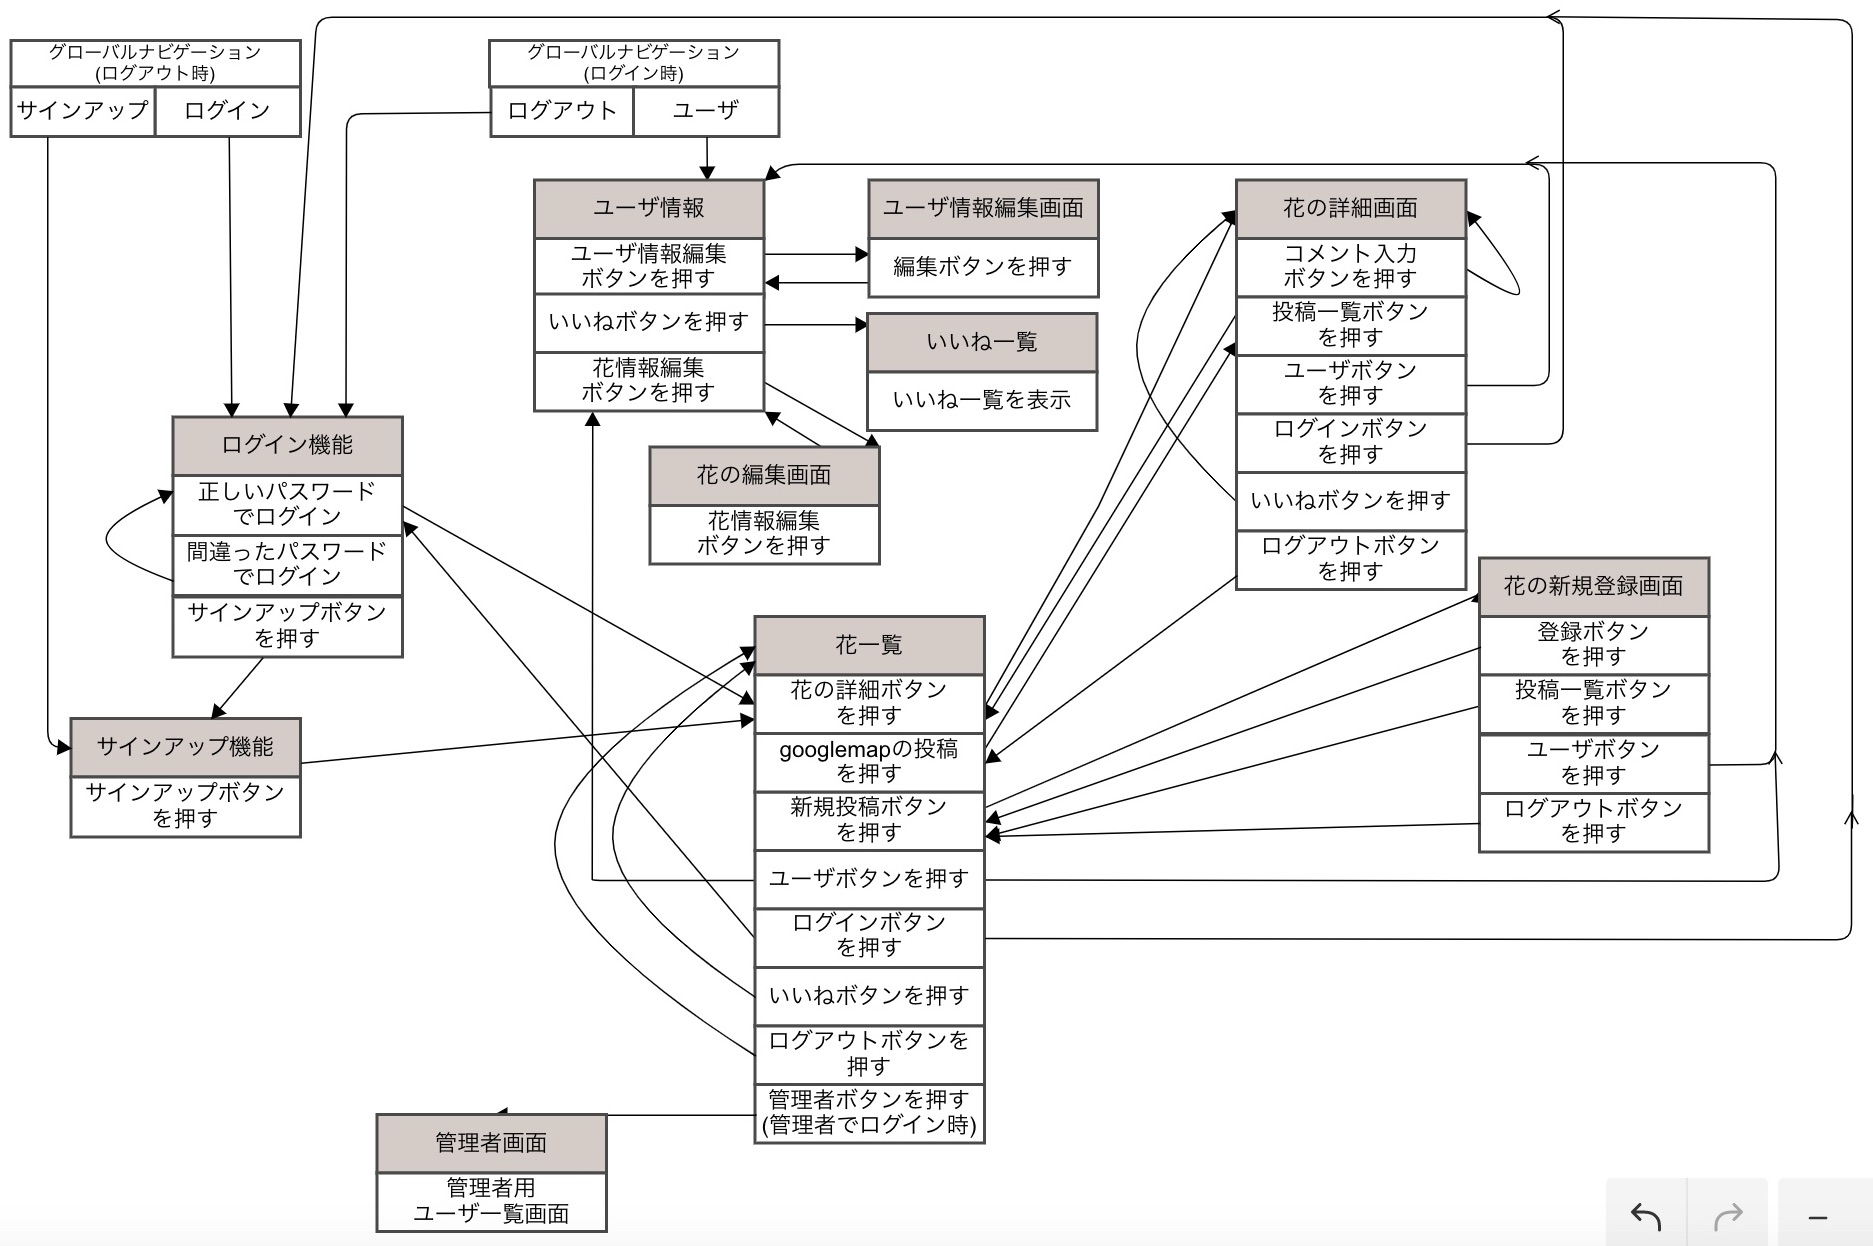 グローバルナビゲーション
(ログアウト時)
サインアップ
ログイン
グローバルナビゲーション
(ログイン時)
ログアウト
ユーザ
ユーザ情報
ユーザ情報編集
ボタンを押す
いいねボタンを押す
花情報編集
ボタンを押す
ユーザ情報編集画面
編集ボタンを押す
いいね一覧
いいね一覧を表示
花の詳細画面
コメント入力
ボタンを押す
投稿一覧ボタン
を押す
ユーザボタン
を押す
ログインボタン
を押す
いいねボタンを押す
ログアウトボタン
を押す
ログイン機能
正しいパスワード
でログイン
間違ったパスワード
でログイン
サインアップボタン
を押す
花の編集画面
花情報編集
ボタンを押す
花の新規登録画面
登録ボタン
を押す
投稿一覧ボタン
を押す
ユーザボタン
を押す
ログアウトボタン
を押す
サインアップ機能
サインアップボタン
を押す
花一覧
花の詳細ボタン
を押す
googlemapの投稿
を押す
新規投稿ボタン
を押す
ユーザボタンを押す
ログインボタン
を押す
いいねボタンを押す
ログアウトボタンを
押す
管理者ボタンを押す
(管理者でログイン時)
管理者画面
管理者用
ユーザー覧画面